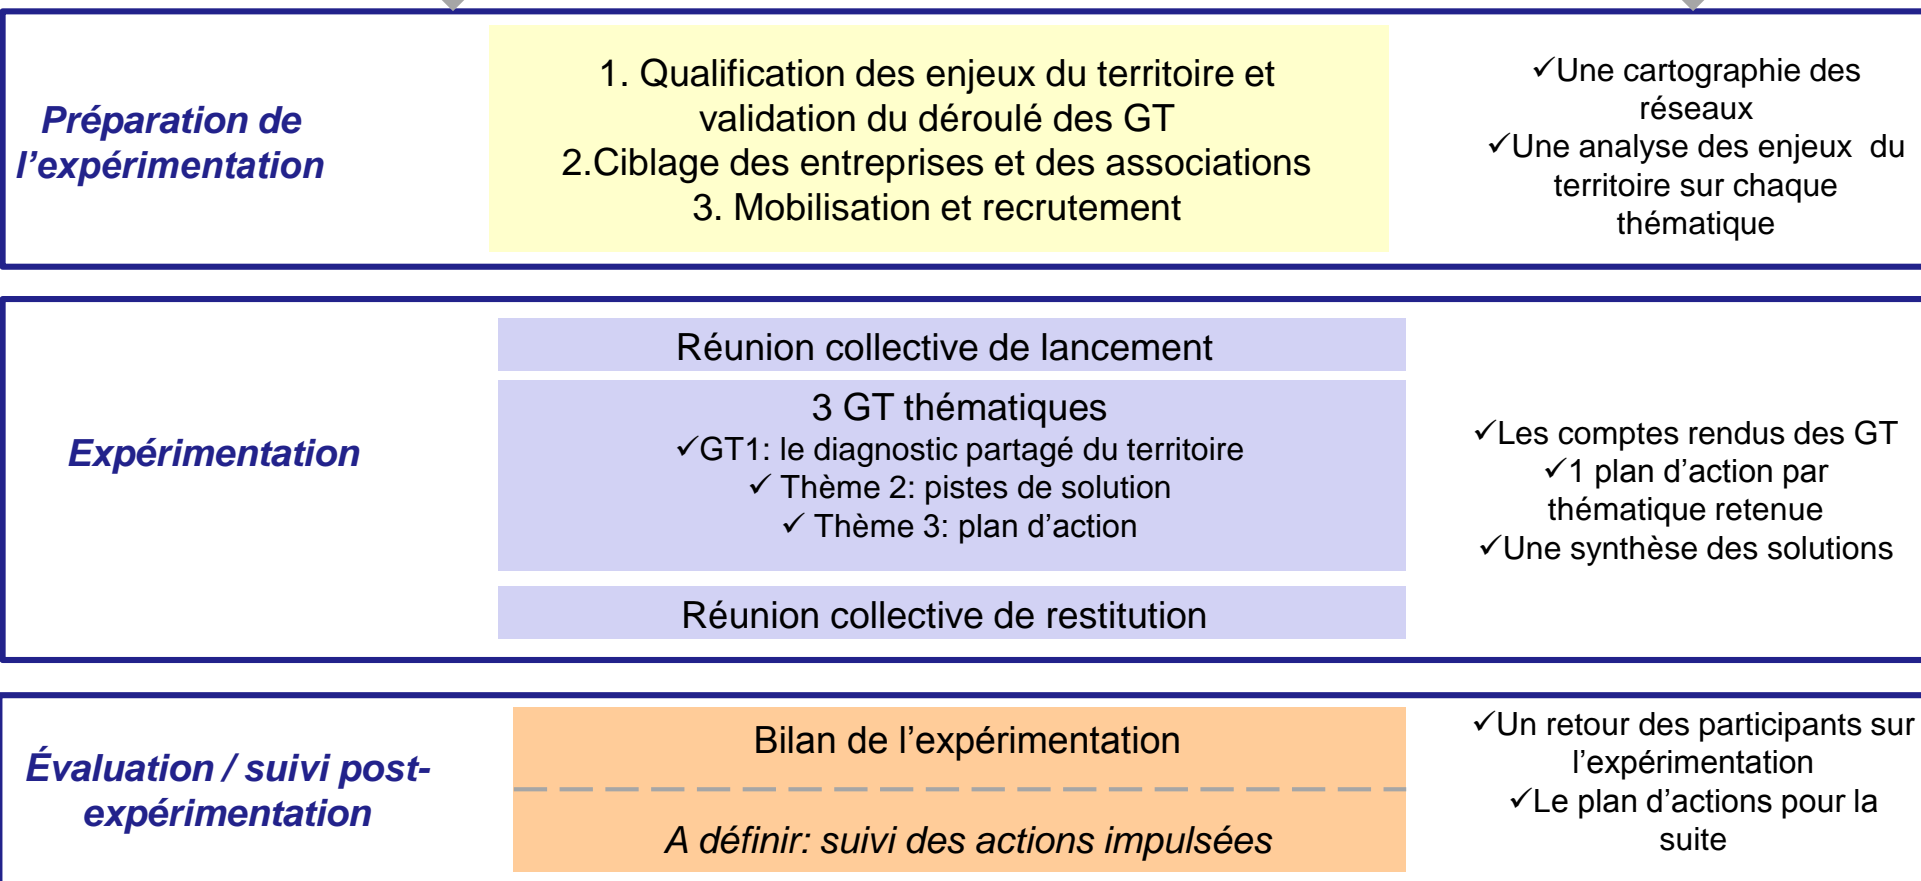 Préparation de
l’expérimentation
1. Qualification des enjeux du territoire et
validation du déroulé des GT
2.Ciblage des entreprises et des associations
3. Mobilisation et recrutement
✓Une cartographie des
réseaux
✓Une analyse des enjeux  du
territoire sur chaque
thématique
Expérimentation
Réunion collective de lancement
3 GT thématiques
✓GT1: le diagnostic partagé du territoire
✓ Thème 2: pistes de solution
✓ Thème 3: plan d’action
Réunion collective de restitution
✓Les comptes rendus des GT
✓1 plan d’action par
thématique retenue
✓Une synthèse des solutions
Évaluation / suivi post-
expérimentation
Bilan de l’expérimentation
A définir: suivi des actions impulsées
✓Un retour des participants sur
l’expérimentation
✓Le plan d’actions pour la
suite